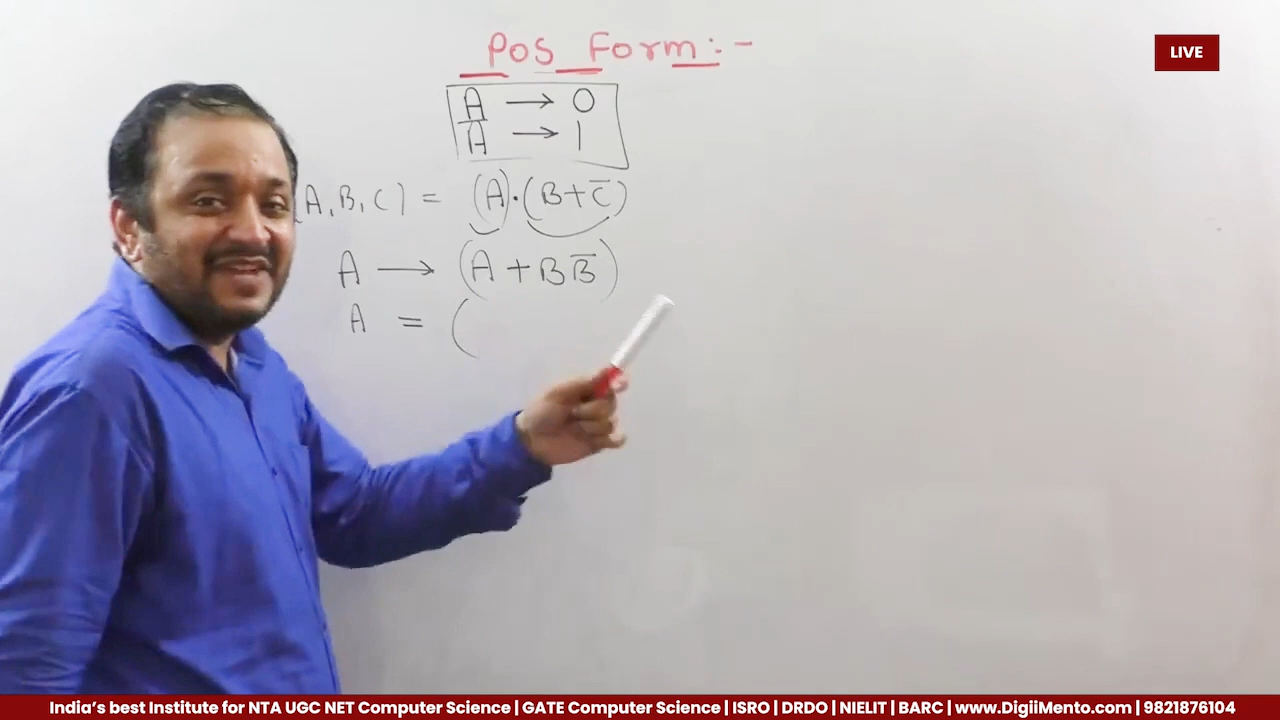 POS Form:-
LIVE
A → 0
A̅ → 1
(A, B, C) = (A)·(B+C̅)
A → (A + BB̅)
A = (
India's best Institute for NTA UGC NET Computer Science | GATE Computer Science | ISRO | DRDO | NIELIT | BARC | www.DigiiMento.com | 9821876104